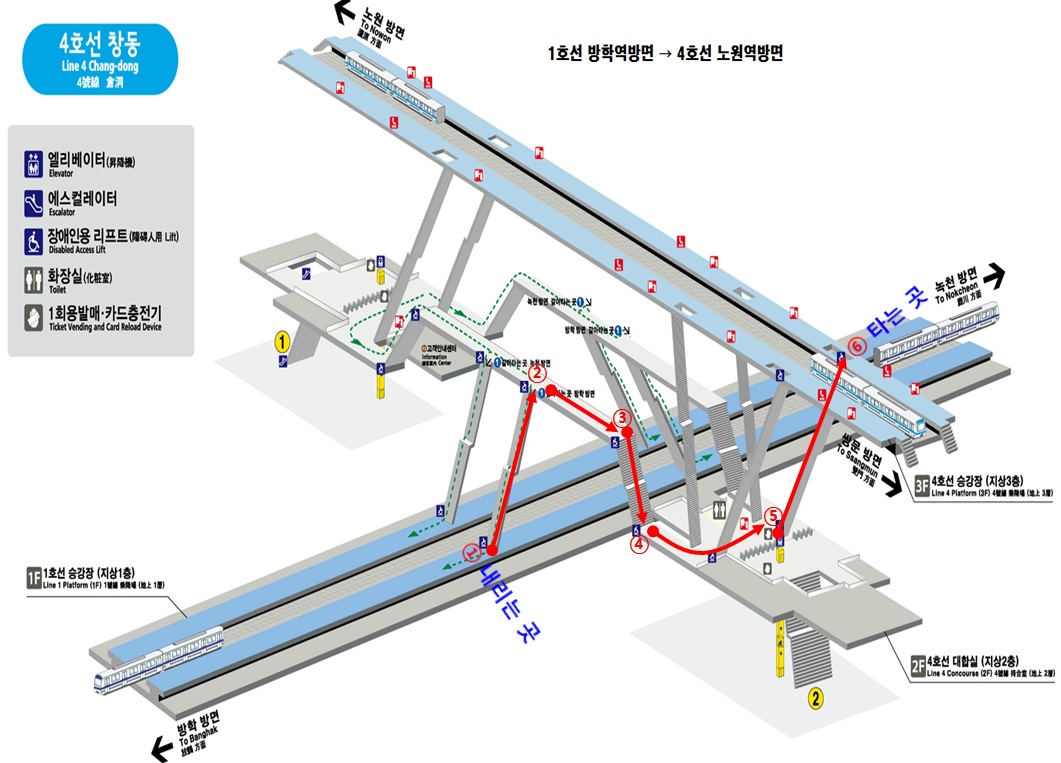 4호선 창동
Line 4 Chang-dong
4號線 倉洞
노원 방면
To Nowon
1호선 방학역방면 → 4호선 노원역방면
엘리베이터(昇降機)
Elevator
에스컬레이터
Escalator
장애인용 리프트(障碍人用 Lift)
Disabled Access Lift
화장실(化粧室)
Toilet
1회용발매·카드충전기
Ticket Vending and Card Reload Device
녹천 방면
To Nokcheon
⑥ 타는 곳
1
녹천 방면 갈아타는곳 1
방학 방면 갈아타는곳 1
고객안내센터
Information Center
1 갈아타는곳 녹천 방면
②
1 갈아타는곳 방학 방면
③
쌍문 방면
To Ssangmun
雙門 方面
3F 4호선 승강장 (지상3층)
Line 4 Platform (3F) 4號線 乘降場 (地上 3層)
⑤
④
① 내리는 곳
1F 1호선 승강장 (지상1층)
Line 1 Platform (1F) 1號線 乘降場 (地上 1層)
2F 4호선 대합실 (지상2층)
Line 4 Concourse (2F) 4號線 待合室 (地上 2層)
2
방학 방면
To Banghak
放鶴 方面